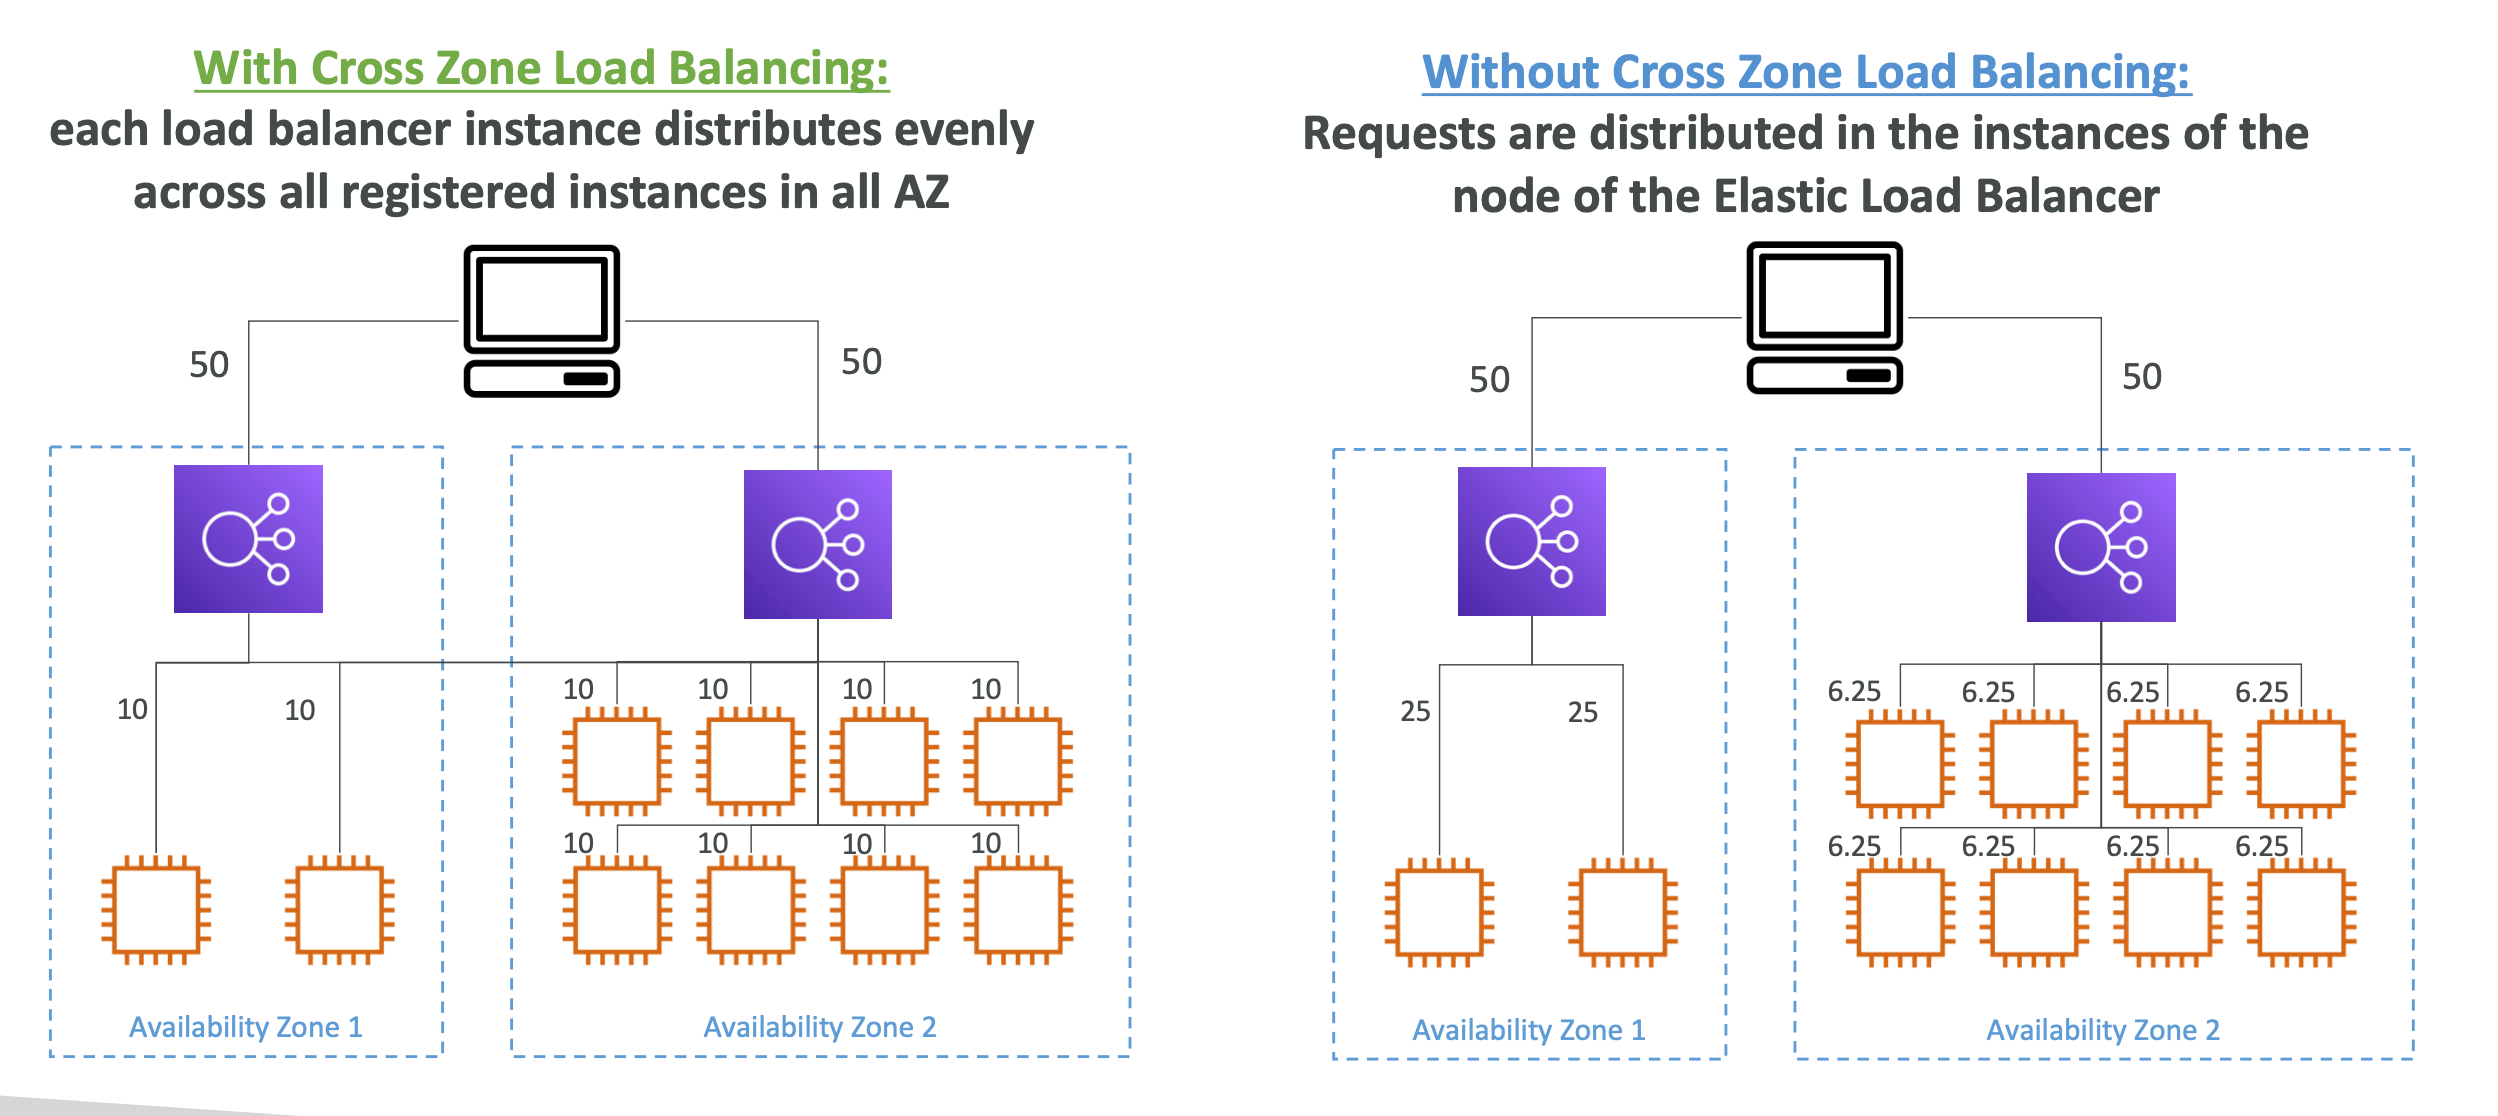 With Cross Zone Load Balancing:
each load balancer instance distributes evenly
across all registered instances in all AZ
50
50
10
10
10
10
10
10
10
10
10
10
Availability Zone 1
Availability Zone 2
Without Cross Zone Load Balancing:
Requests are distributed in the instances of the
node of the Elastic Load Balancer
50
50
25
25
6.25
6.25
6.25
6.25
6.25
6.25
6.25
6.25
Availability Zone 1
Availability Zone 2